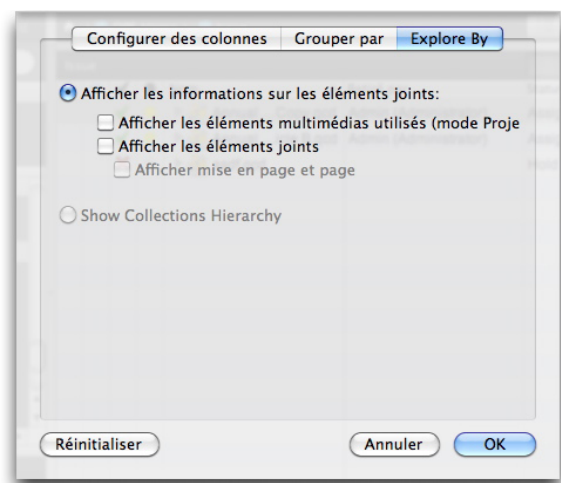 Configurer des colonnes Grouper par Explore By
Afficher les informations sur les éléments joints:
Afficher les éléments multimédias utilisés (mode Proje
Afficher les éléments joints
Afficher mise en page et page
Show Collections Hierarchy
Réinitialiser Annuler OK